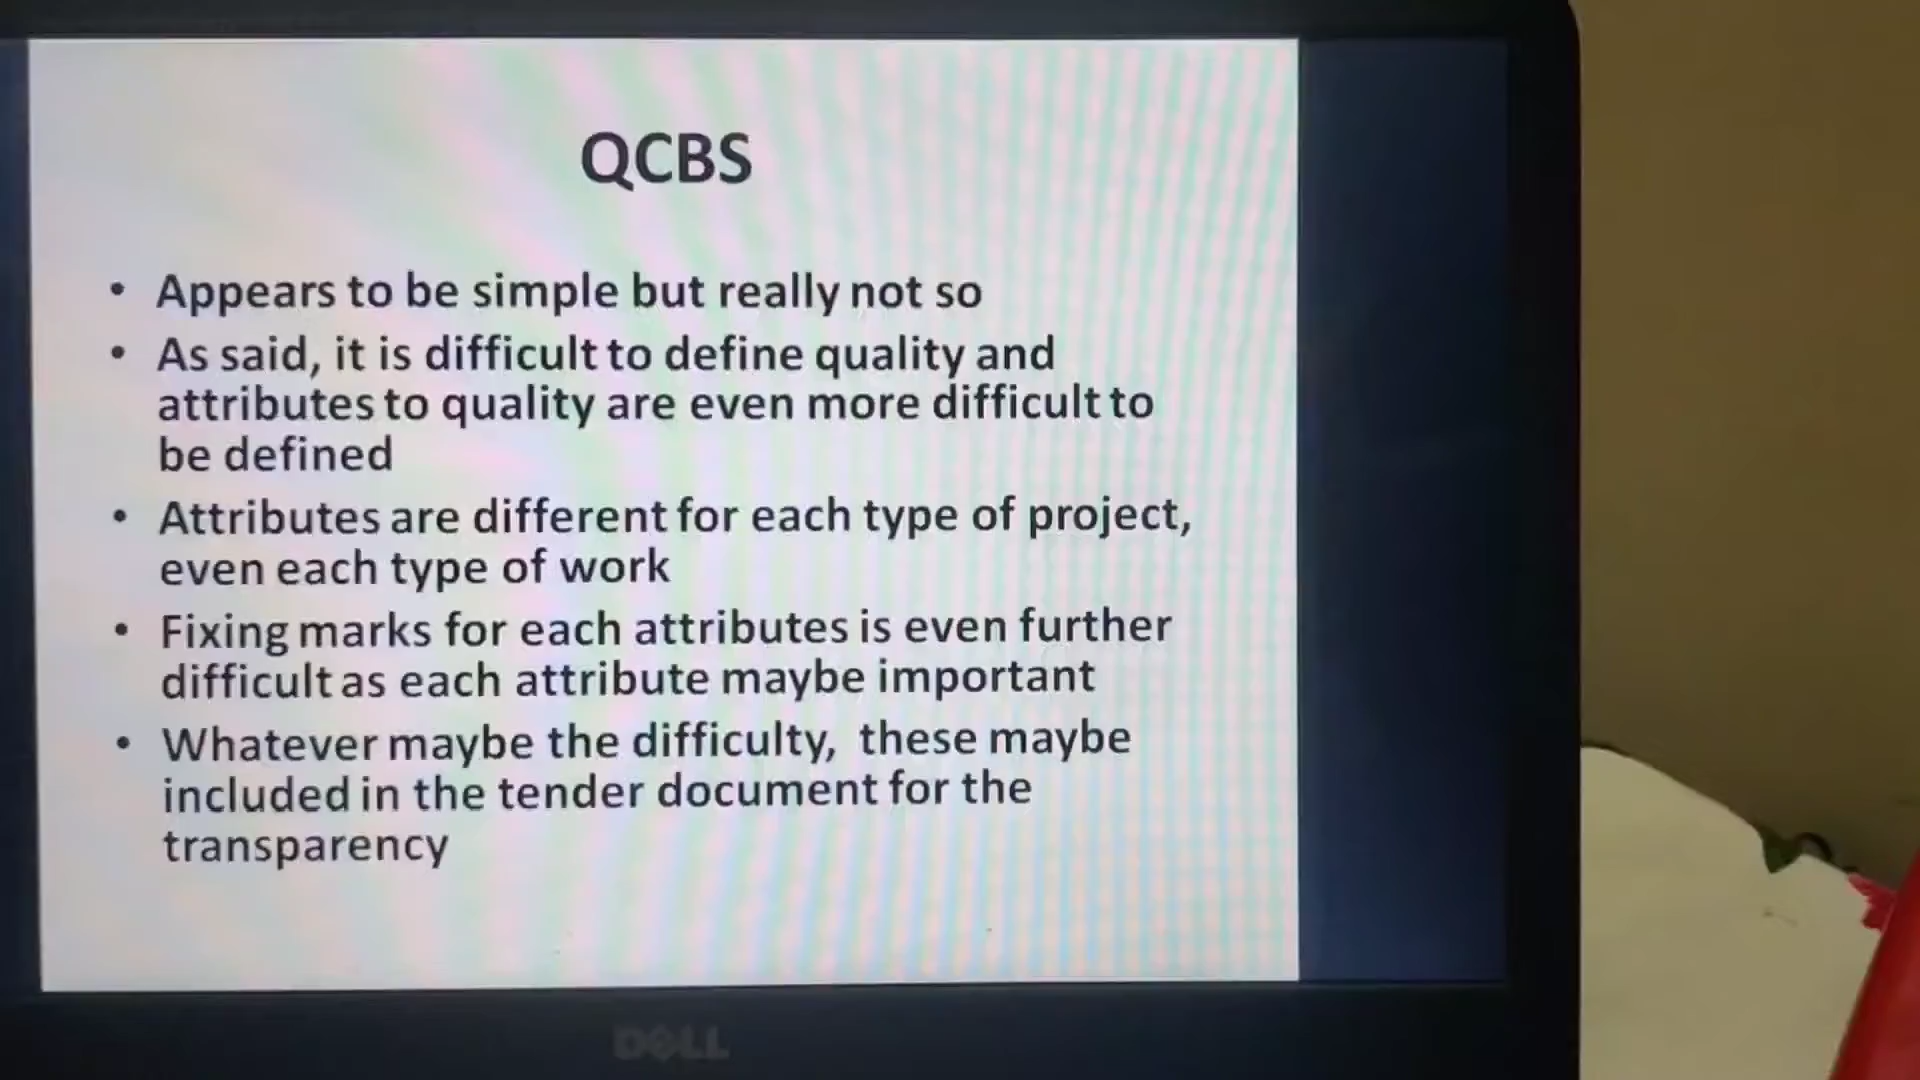 QCBS
• Appears to be simple but really not so
• As said, it is difficult to define quality and
attributes to quality are even more difficult to
be defined
• Attributes are different for each type of project,
even each type of work
• Fixing marks for each attributes is even further
difficult as each attribute maybe important
• Whatever maybe the difficulty, these maybe
included in the tender document for the
transparency
DELL